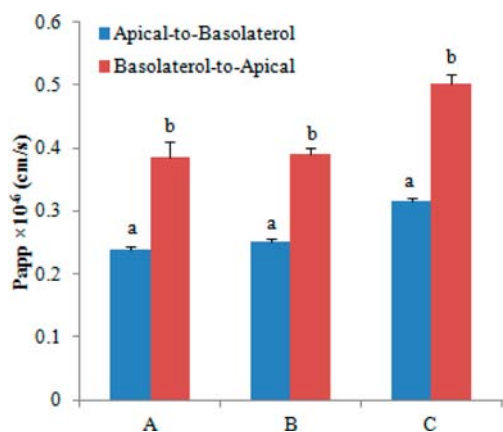 Apical-to-Basolaterol
Basolaterol-to-Apical
Papp ×10⁻⁶ (cm/s)
0.6
0.5
0.4
0.3
0.2
0.1
0
a
b
a
b
a
b
A
B
C